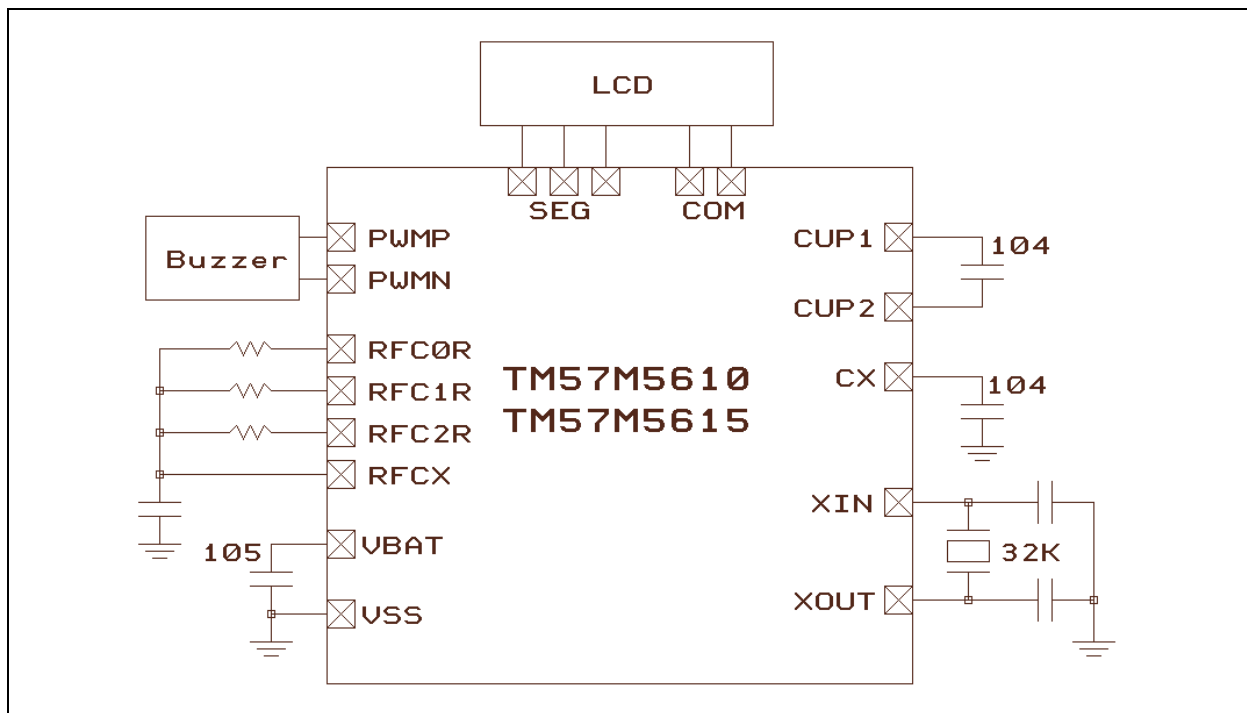 LCD
SEG
COM
Buzzer
PWMP
PWMN
RFC0R
RFC1R
RFC2R
RFCX
105
VBAT
VSS
TM57M5610
TM57M5615
CUP1
104
CUP2
CX
104
XIN
32K
XOUT